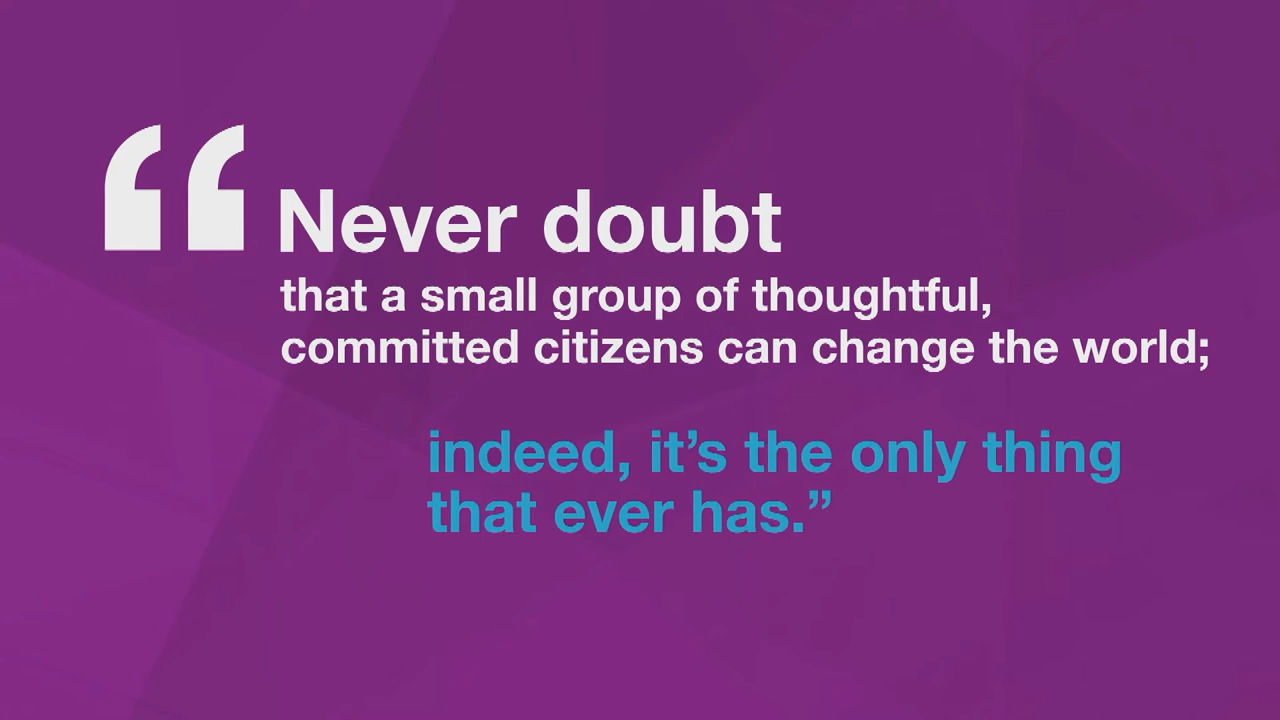 “Never doubt
that a small group of thoughtful,
committed citizens can change the world;
indeed, it’s the only thing
that ever has.”